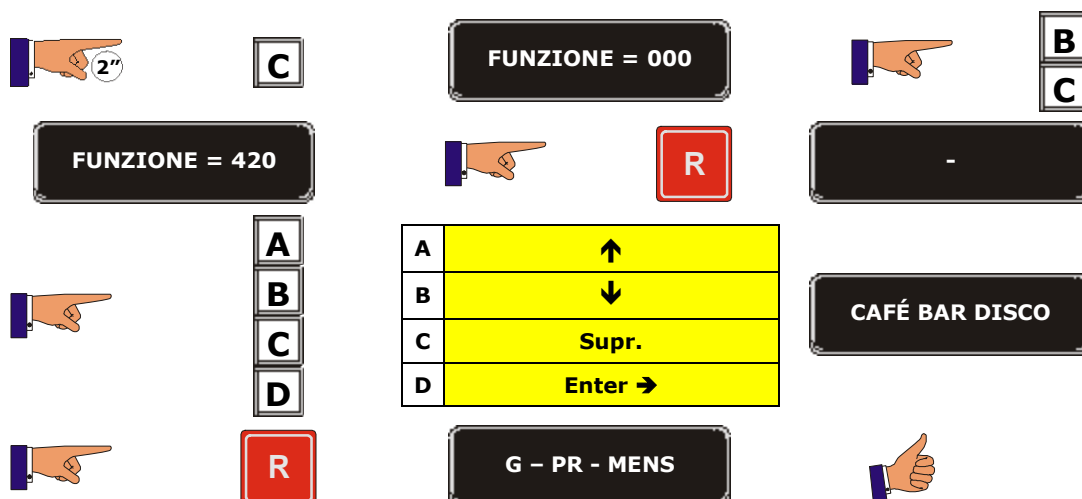 2”
C
FUNZIONE = 000
B
C
FUNZIONE = 420
R
-
A
B
C
D
A ↑
B ↓
C Supr.
D Enter ➔
CAFÉ BAR DISCO
R
G – PR - MENS